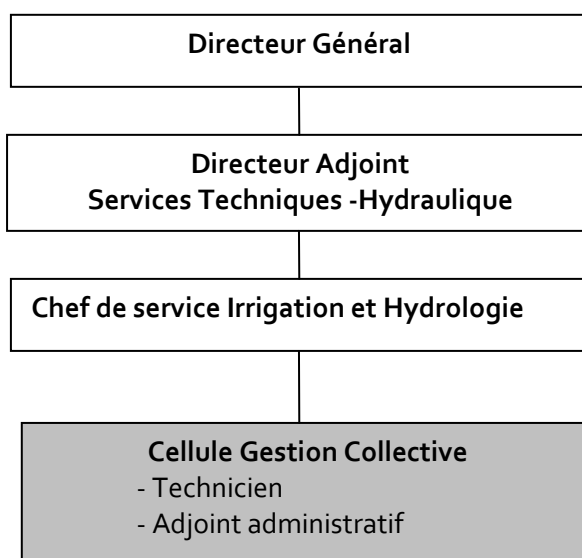 Directeur Général
Directeur Adjoint
Services Techniques -Hydraulique
Chef de service Irrigation et Hydrologie
Cellule Gestion Collective
- Technicien
- Adjoint administratif